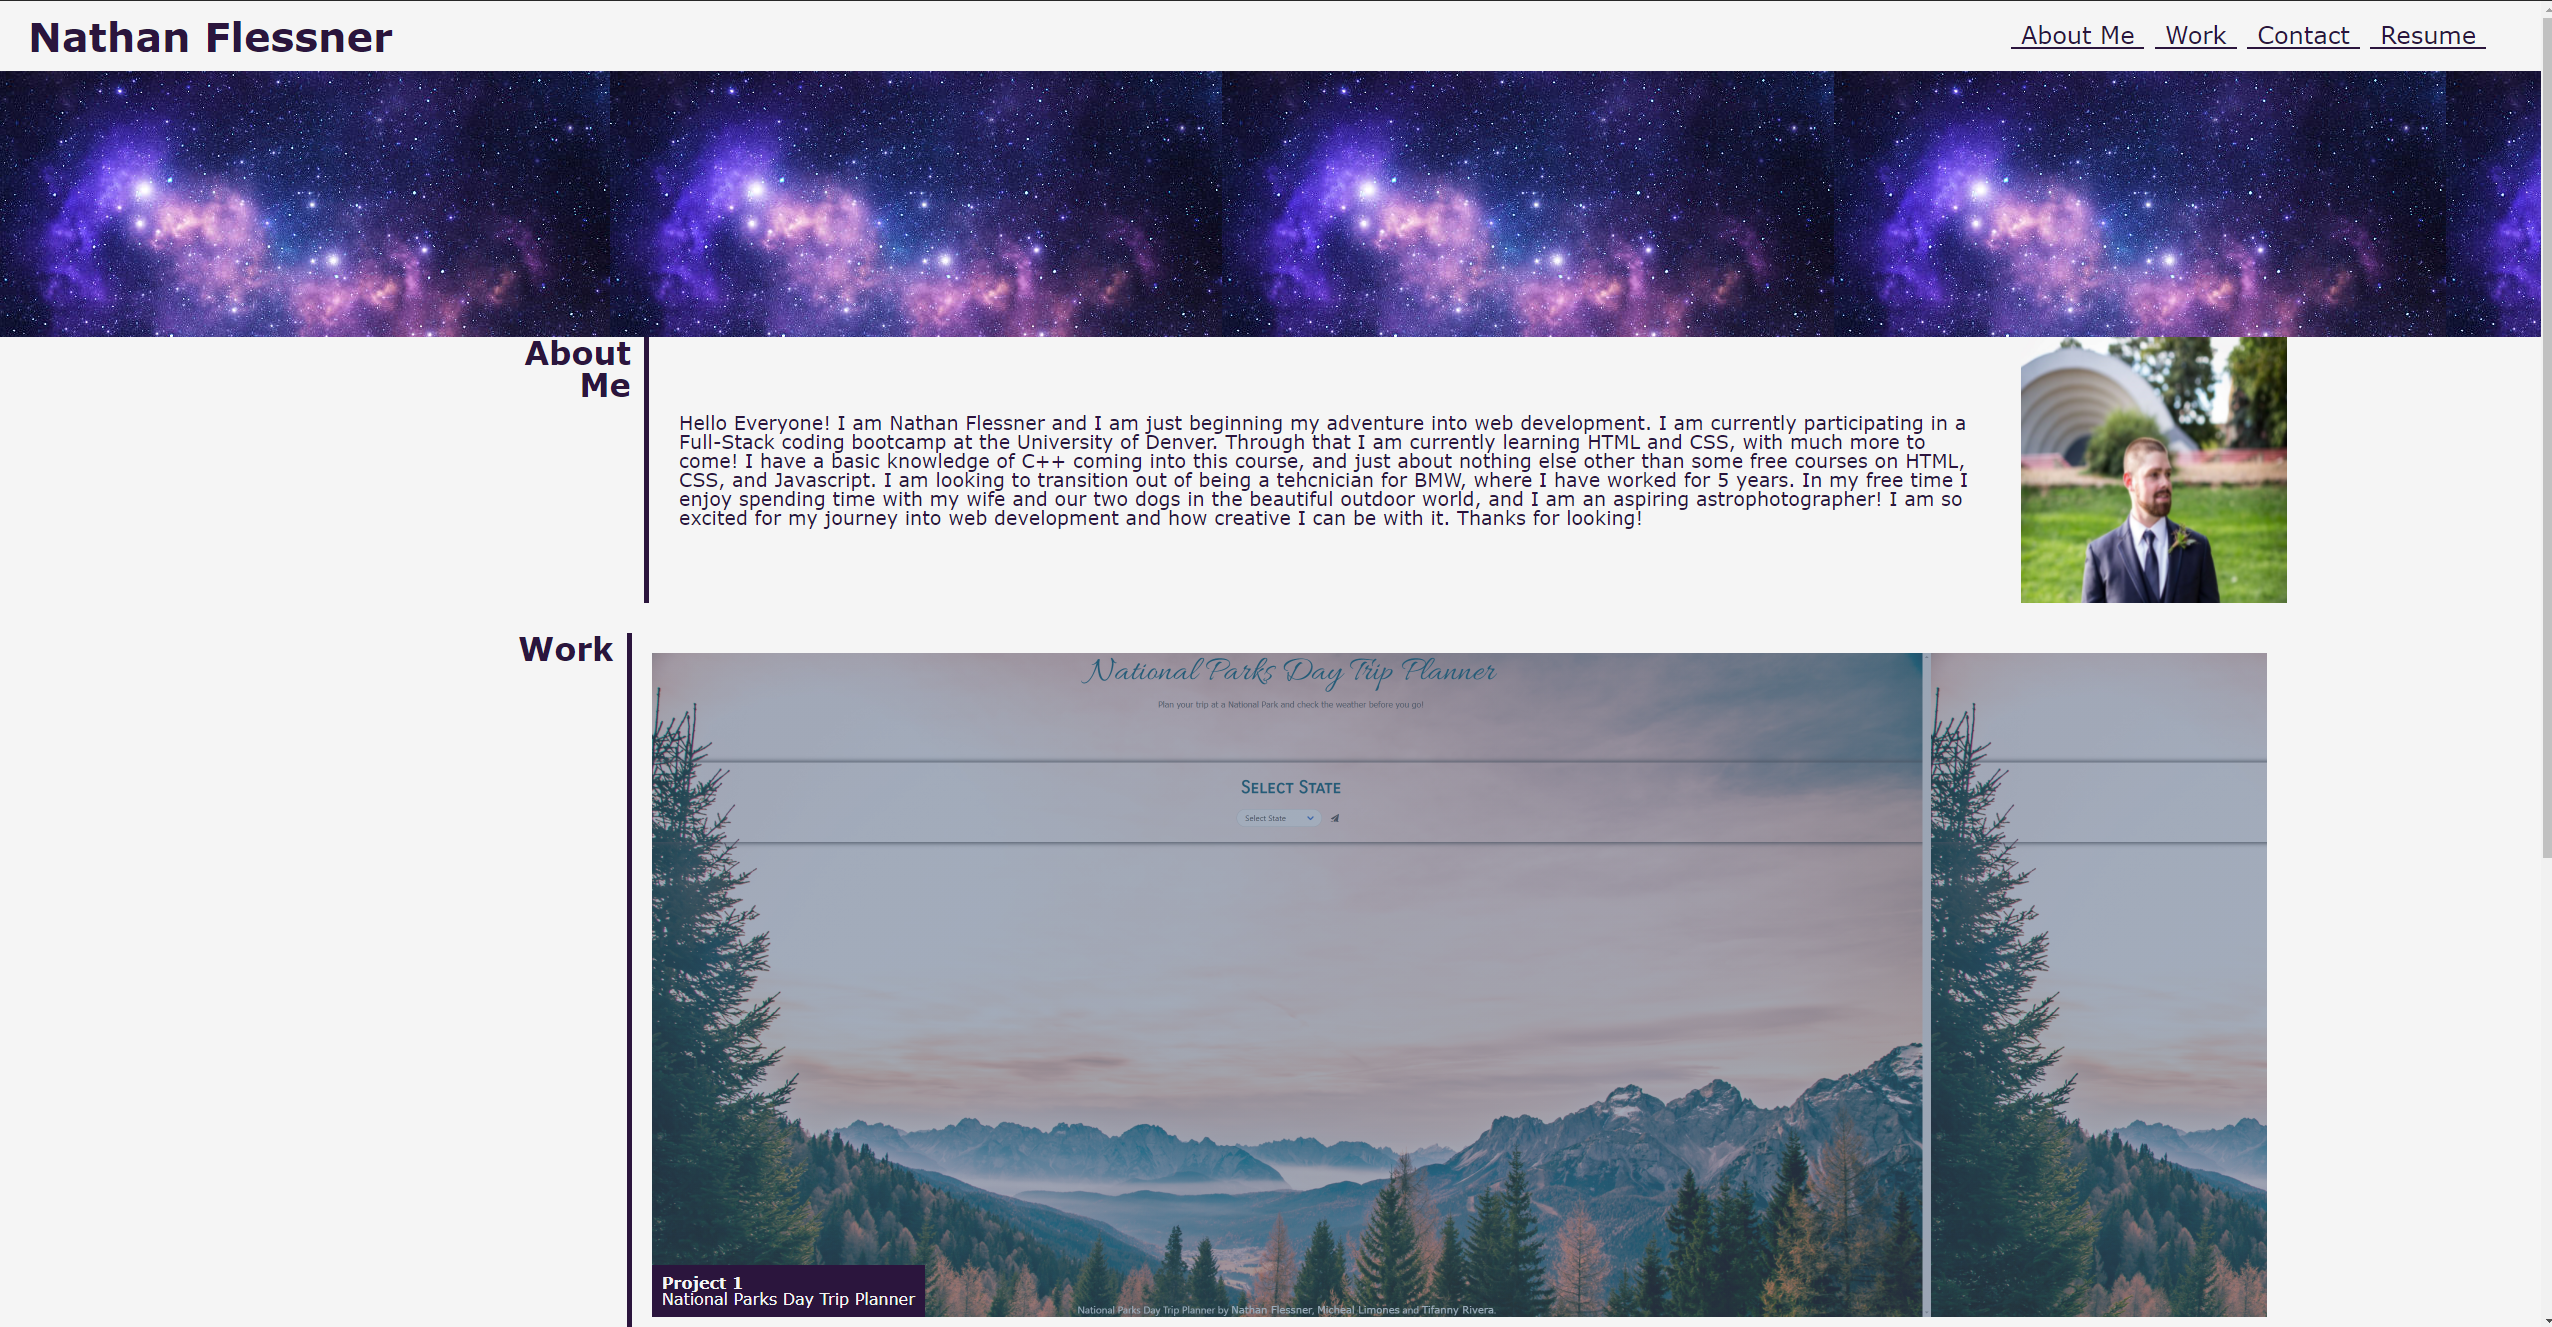 Nathan Flessner
About Me Work Contact Resume
About
Me
Hello Everyone! I am Nathan Flessner and I am just beginning my adventure into web development. I am currently participating in a
Full-Stack coding bootcamp at the University of Denver. Through that I am currently learning HTML and CSS, with much more to
come! I have a basic knowledge of C++ coming into this course, and just about nothing else other than some free courses on HTML,
CSS, and Javascript. I am looking to transition out of being a tehcnician for BMW, where I have worked for 5 years. In my free time I
enjoy spending time with my wife and our two dogs in the beautiful outdoor world, and I am an aspiring astrophotographer! I am so
excited for my journey into web development and how creative I can be with it. Thanks for looking!
Work
National Parks Day Trip Planner
Plan your trip at a National Park and check the weather before you go!
Select State
Select State
Project 1
National Parks Day Trip Planner
National Parks Day Trip Planner by Nathan Flessner, Micheal Limones and Tifanny Rivera.